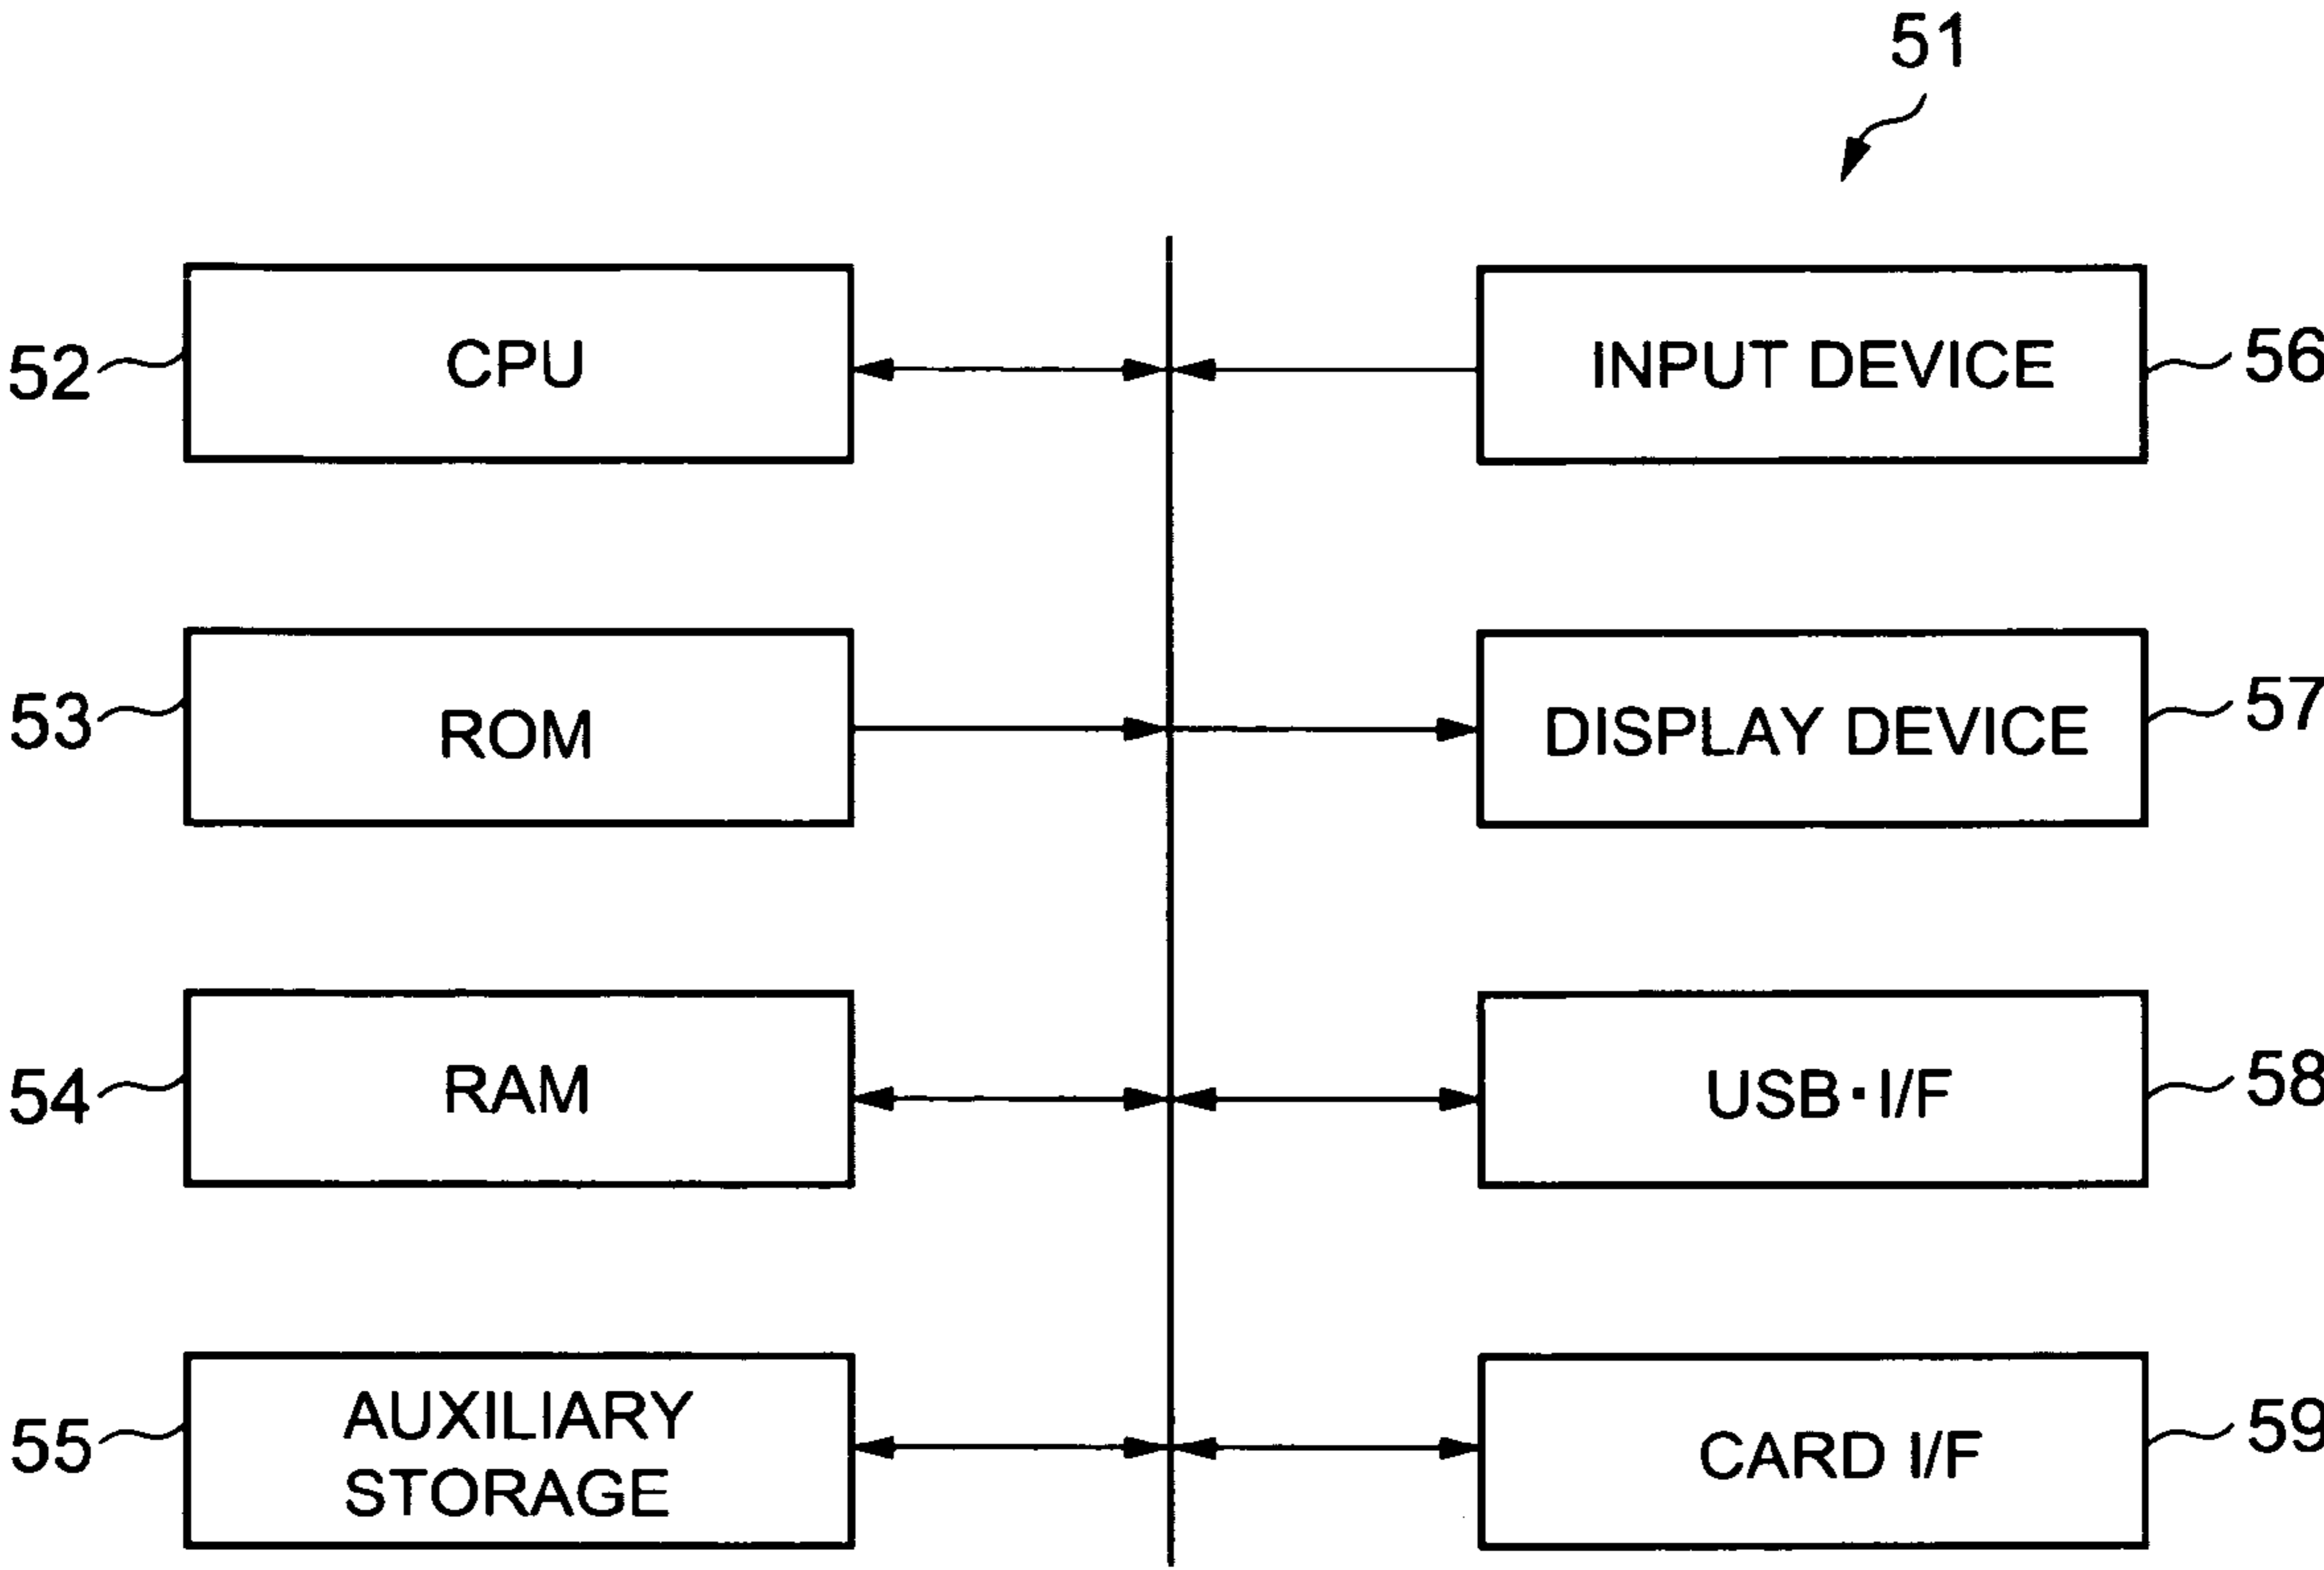 51
52 CPU
INPUT DEVICE 56
53 ROM
DISPLAY DEVICE 57
54 RAM
USB・I/F 58
55 AUXILIARY
STORAGE
CARD I/F 59